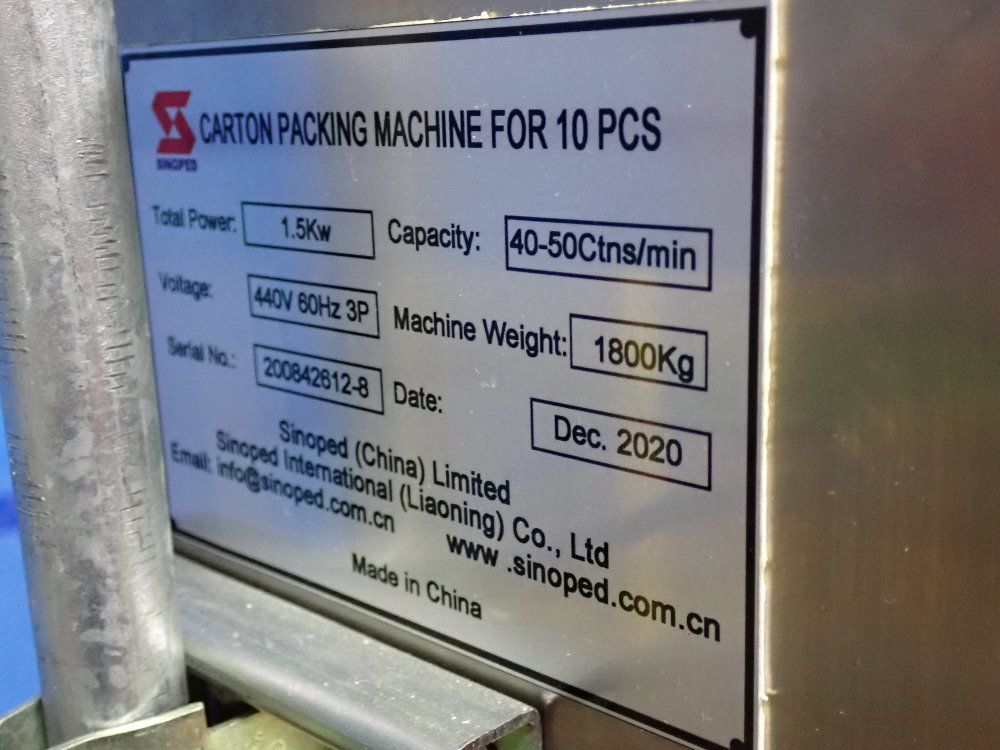 SINOPED
CARTON PACKING MACHINE FOR 10 PCS
Total Power: 1.5Kw Capacity: 40-50Ctns/min
Voltage: 440V 60Hz 3P Machine Weight: 1800Kg
Serial No.: 200842612-8 Date: Dec. 2020
Sinoped (China) Limited
Sinoped International (Liaoning) Co., Ltd
Email: info@sinoped.com.cn www .sinoped.com.cn
Made in China